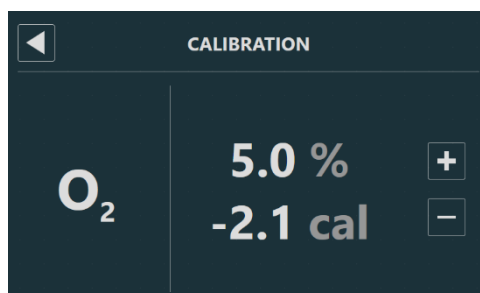 CALIBRATION
O₂
5.0 %
+
-2.1 cal
−